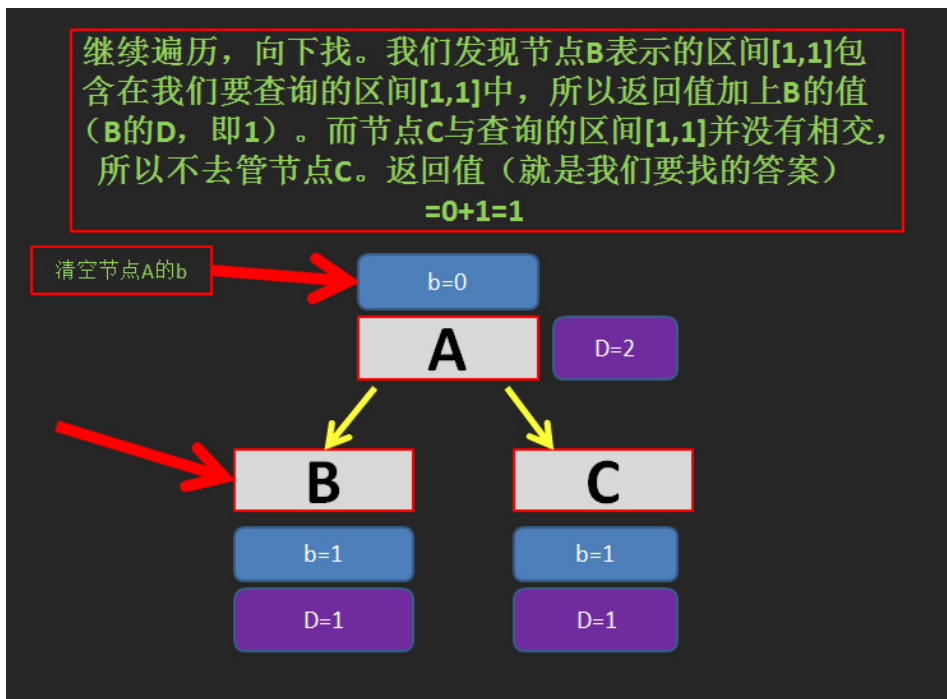 继续遍历，向下找。我们发现节点B表示的区间[1,1]包
含在我们要查询的区间[1,1]中，所以返回值加上B的值
（B的D，即1）。而节点C与查询的区间[1,1]并没有相交，
所以不去管节点C。返回值（就是我们要找的答案）
=0+1=1
清空节点A的b
b=0
A
D=2
B
C
b=1
b=1
D=1
D=1